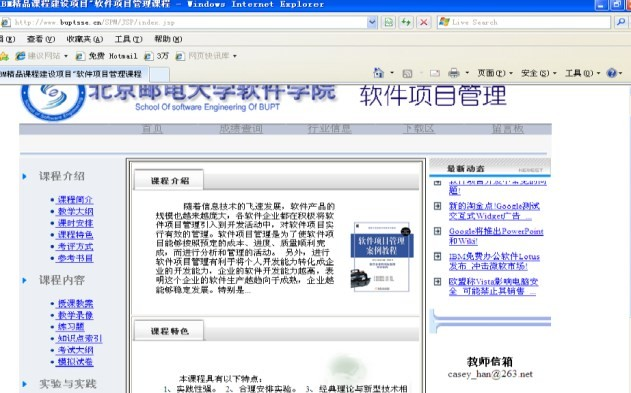 BM精品课程建设项目"软件项目管理课程 - Windows Internet Explorer
http://www.buptsse.cn/SPM/JSP/index.jsp
Live Search
查看(V) 收藏夹(A) 工具(T) 帮助(H)
建议网站 免费 Hotmail 3万 网页快讯库
BM精品课程建设项目"软件项目管理课程
页面(P) 安全(S) 工具(O)
北京邮电大学软件学院 软件项目管理
School Of software Engineering Of BUPT
首页 成绩查询 行业信息 下载区 留言板
课程介绍
课程简介
教学大纲
课时安排
课程特色
考评方式
参考书目
课程内容
授课教案
教学录像
练习题
知识点索引
考试大纲
模拟试卷
实验与实践
课程介绍
随着信息技术的飞速发展，软件产品的
规模也越来越庞大，各软件企业都在积极将软
件项目管理引入到开发活动中，对软件项目实
行有效的管理。软件项目管理是为了使软件项
目能够按照预定的成本、进度、质量顺利完
成，而进行分析和管理的活动。 另外，进行
软件项目管理有利于将个人开发能力转化成企
业的开发能力，企业的软件开发能力越高，表
明这个企业的软件生产越趋向于成熟，企业越
能够稳定发展。特别是...
软件项目管理
案例教程
课程特色
本课程具有以下特点：
1、实践性强。 2、合理安排实验。 3、经典理论与新型技术相
最新动态
题!
新的淘金点!Google测试
交互式Widget广告 ...
Google将推出PowerPoint
和Wiki!
IBM免费办公软件Lotus
发布 冲击微软市场!
欧盟称Vista影响电脑安
全 可能禁止其销售 ...
教师信箱
casey_han@263.net